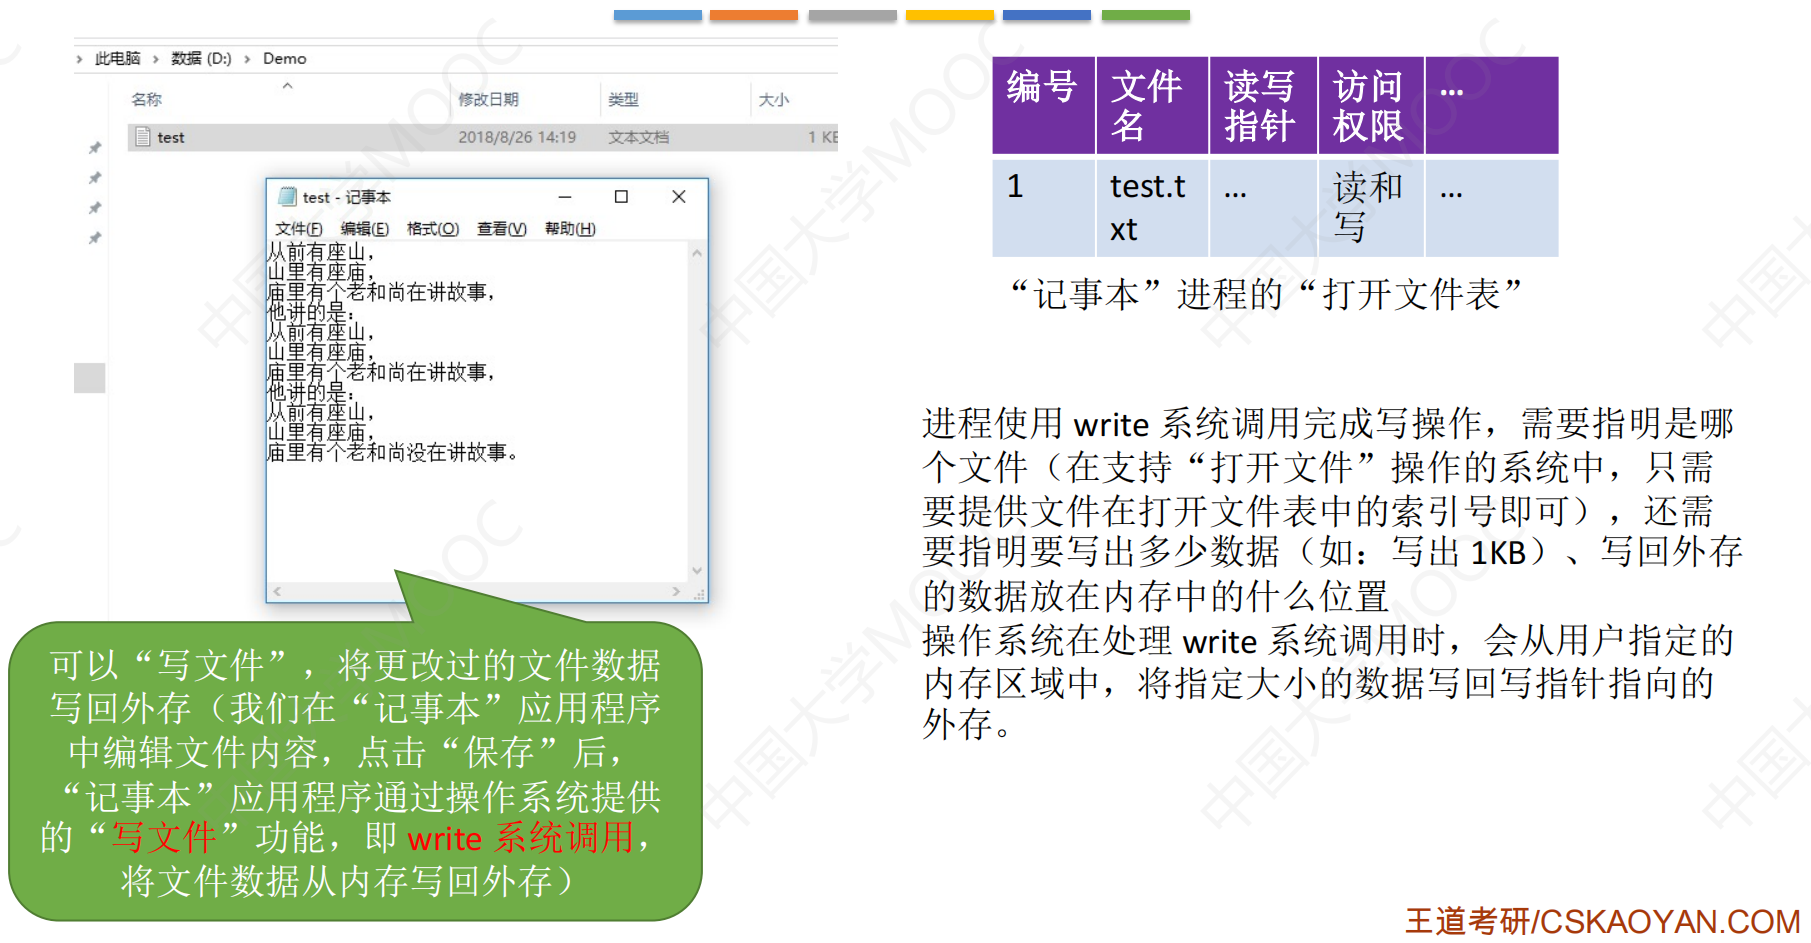 此电脑 > 数据 (D:) > Demo
名称 修改日期 类型 大小
test 2018/8/26 14:19 文本文档 1 KB
test - 记事本
文件(F) 编辑(E) 格式(O) 查看(V) 帮助(H)
从前有座山，
山里有座庙，
庙里有个老和尚在讲故事，
他讲的是：
从前有座山，
山里有座庙，
庙里有个老和尚在讲故事，
他讲的是：
从前有座山，
山里有座庙，
庙里有个老和尚没在讲故事。
可以“写文件”，将更改过的文件数据
写回外存（我们在“记事本”应用程序
中编辑文件内容，点击“保存”后，
“记事本”应用程序通过操作系统提供
的“写文件”功能，即 write 系统调用，
将文件数据从内存写回外存）
编号 文件名 读写指针 访问权限 ...
1 test.txt ... 读和写 ...
“记事本”进程的“打开文件表”
进程使用 write 系统调用完成写操作，需要指明是哪
个文件（在支持“打开文件”操作的系统中，只需
要提供文件在打开文件表中的索引号即可），还需
要指明要写出多少数据（如：写出 1KB）、写回外存
的数据放在内存中的什么位置
操作系统在处理 write 系统调用时，会从用户指定的
内存区域中，将指定大小的数据写回写指针指向的
外存。
王道考研/CSKAOYAN.COM
中国大学MOOC